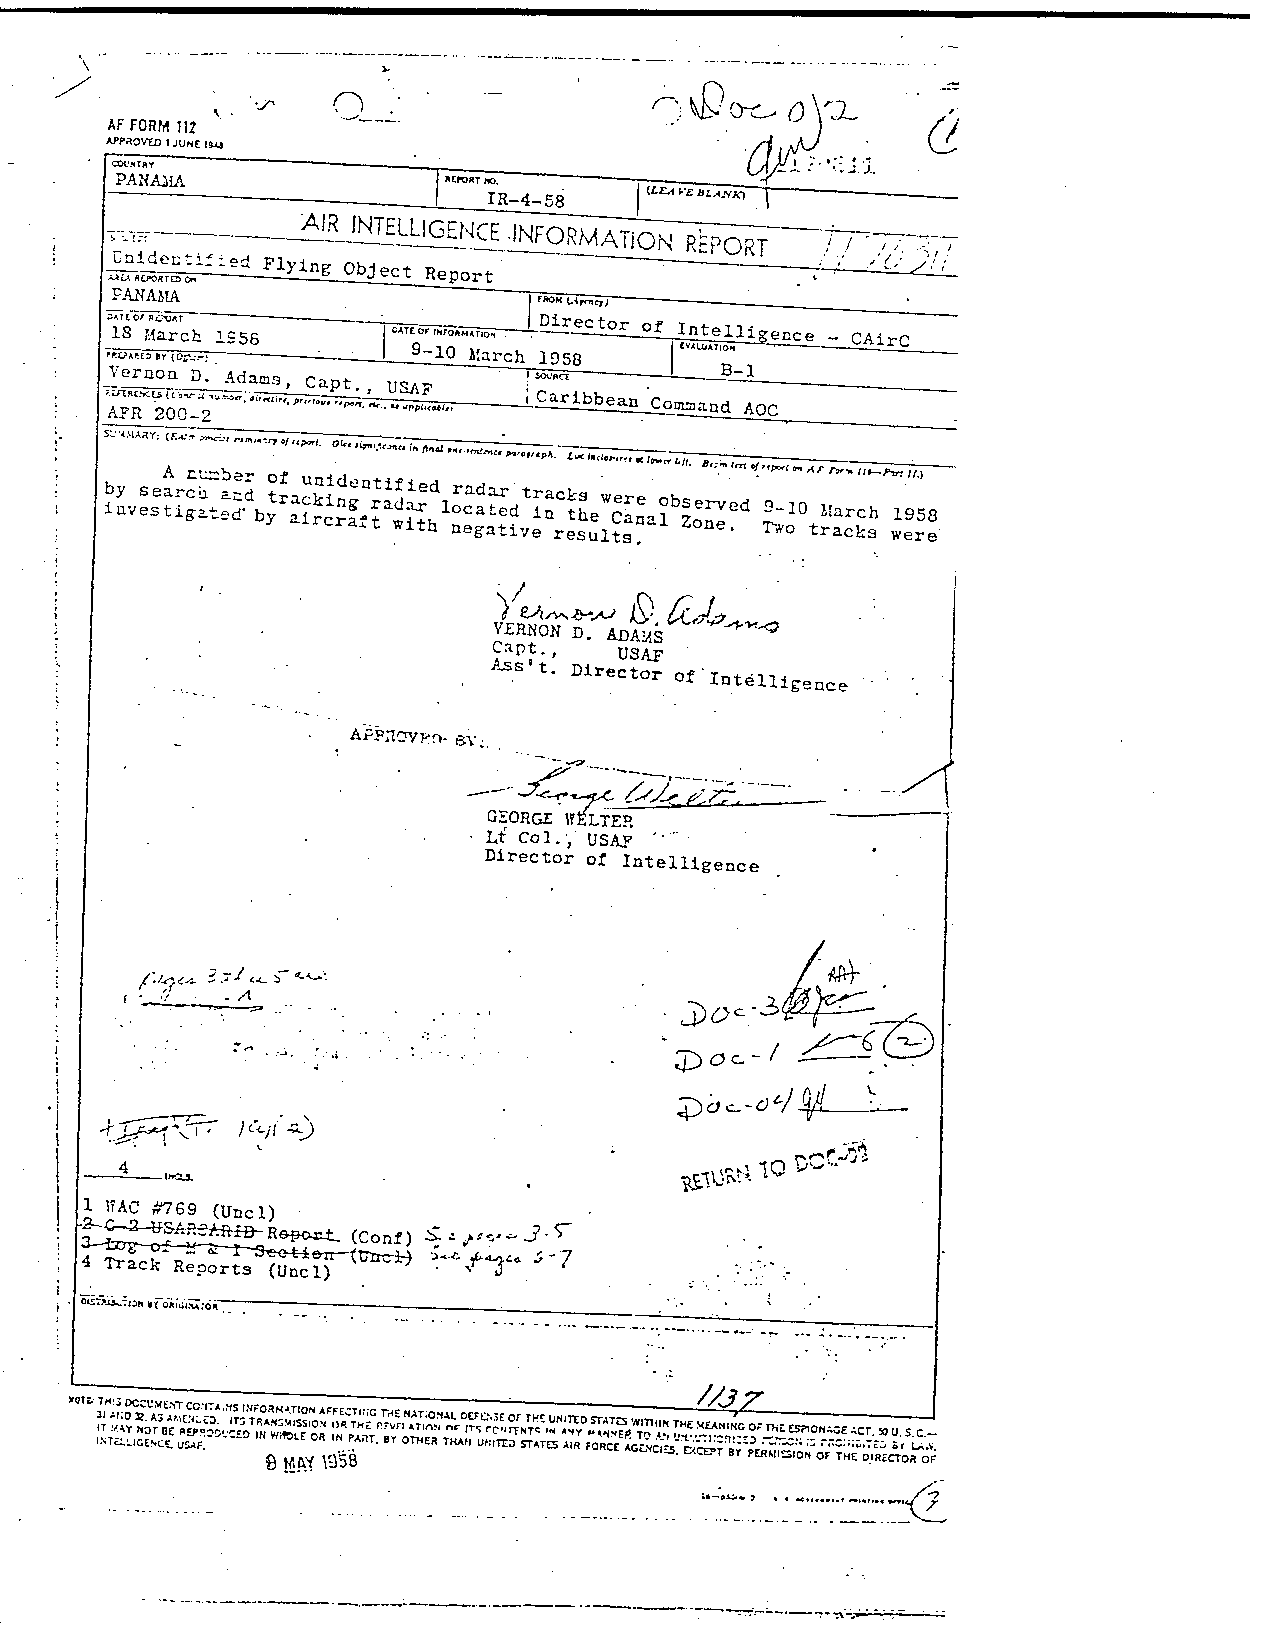 Doc 0/2
AF FORM 112
APPROVED 1 JUNE 1948
COUNTRY
PANAMA
REPORT NO.
IR-4-58
(LEAVE BLANK)
AIR INTELLIGENCE INFORMATION REPORT
Unidentified Flying Object Report
AREA REPORTED ON
PANAMA
FROM (Agency)
Director of Intelligence - CAirC
DATE OF REPORT
18 March 1958
DATE OF INFORMATION
9-10 March 1958
EVALUATION
B-1
PREPARED BY (Officer)
Vernon D. Adams, Capt., USAF
SOURCE
Caribbean Command AOC
REFERENCES (Control number, directive, previous report, etc., as applicable)
AFR 200-2
SUMMARY: (Enter concise summary of report. Give significance in final one-sentence paragraph. List inclosures at lower left. Begin text of report on AF Form 112-Part II.)
A number of unidentified radar tracks were observed 9-10 March 1958
by search and tracking radar located in the Canal Zone. Two tracks were
investigated by aircraft with negative results.
Vernon D. Adams
VERNON D. ADAMS
Capt., USAF
Ass't. Director of Intelligence
APPROVED BY:
George Welter
GEORGE WELTER
Lt Col., USAF
Director of Intelligence
Doc-3
Doc-1
6 2
Doc-04
RETURN TO DOC-
4 INCLS.
1 WAC #769 (Uncl)
2 G-2 USARCARIB Report (Conf) 3-5
3 Log of M & I Section (Uncl) See pages 5-7
4 Track Reports (Uncl)
DISTRIBUTION BY ORIGINATOR
1137
NOTE: THIS DOCUMENT CONTAINS INFORMATION AFFECTING THE NATIONAL DEFENSE OF THE UNITED STATES WITHIN THE MEANING OF THE ESPIONAGE ACT, 50 U. S. C.—
31 AND 32, AS AMENDED. ITS TRANSMISSION OR THE REVELATION OF ITS CONTENTS IN ANY MANNER TO AN UNAUTHORIZED PERSON IS PROHIBITED BY LAW.
IT MAY NOT BE REPRODUCED IN WHOLE OR IN PART, BY OTHER THAN UNITED STATES AIR FORCE AGENCIES, EXCEPT BY PERMISSION OF THE DIRECTOR OF
INTELLIGENCE, USAF.
8 MAY 1958